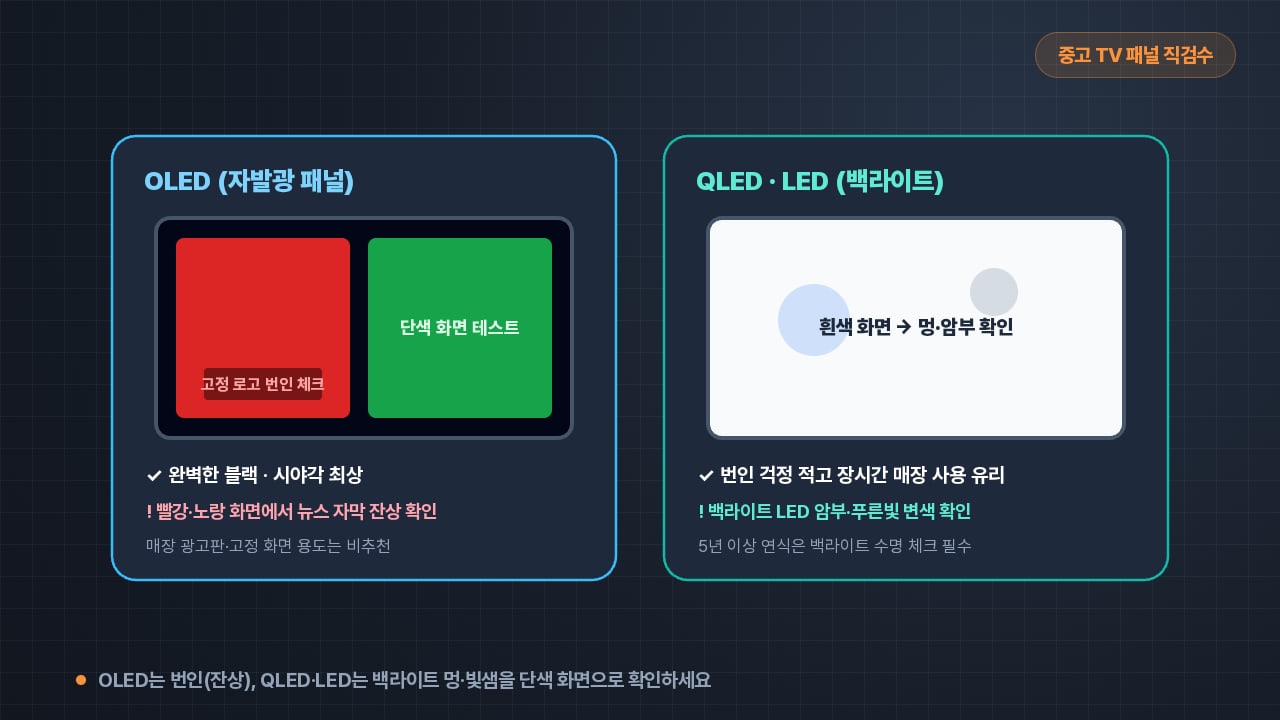 중고 TV 패널 직검수
OLED (자발광 패널)
단색 화면 테스트
고정 로고 번인 체크
✓ 완벽한 블랙 · 시야각 최상
! 빨강·노랑 화면에서 뉴스 자막 잔상 확인
매장 광고판·고정 화면 용도는 비추천
QLED · LED (백라이트)
흰색 화면 → 멍·암부 확인
✓ 번인 걱정 적고 장시간 매장 사용 유리
! 백라이트 LED 암부·푸른빛 변색 확인
5년 이상 연식은 백라이트 수명 체크 필수
OLED는 번인(잔상), QLED·LED는 백라이트 멍·빛샘을 단색 화면으로 확인하세요